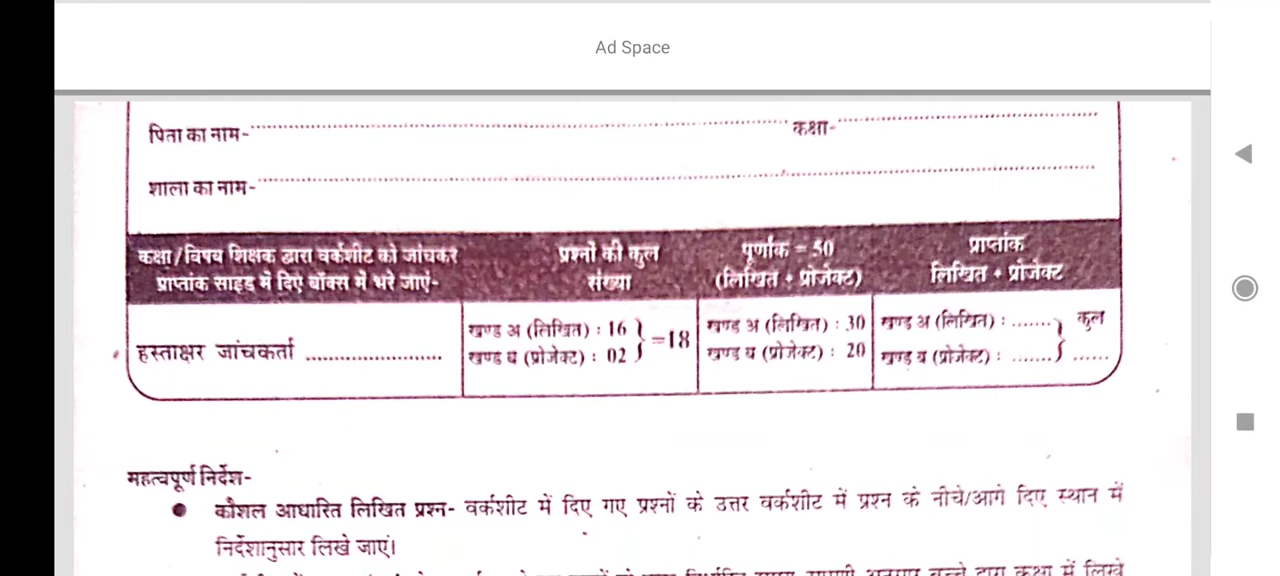 Ad Space
पिता का नाम- कक्षा-
शाला का नाम-
कक्षा/विषय शिक्षक द्वारा वर्कशीट को जांचकर
प्राप्तांक साइड में दिए बॉक्स में भरे जाएं-
प्रश्नों की कुल
संख्या
पूर्णांक = 50
(लिखित + प्रोजेक्ट)
प्राप्तांक
लिखित + प्रोजेक्ट
हस्ताक्षर जांचकर्ता ......................
खण्ड अ (लिखित) : 16
खण्ड ब (प्रोजेक्ट) : 02
} =18
खण्ड अ (लिखित) : 30
खण्ड ब (प्रोजेक्ट) : 20
खण्ड अ (लिखित) : ....... } कुल
खण्ड ब (प्रोजेक्ट) : ....... ......
महत्वपूर्ण निर्देश-
● कौशल आधारित लिखित प्रश्न- वर्कशीट में दिए गए प्रश्नों के उत्तर वर्कशीट में प्रश्न के नीचे/आगे दिए स्थान में
निर्देशानुसार लिखे जाएं।
कक्षा में लिखे